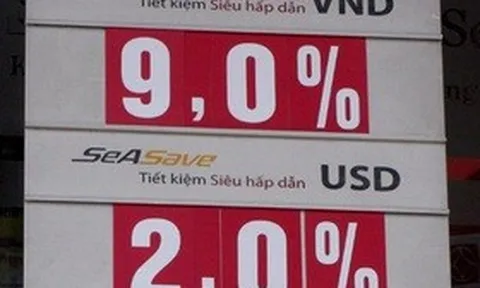 Tiết kiệm Siêu hấp dẫn VND
9,0%
SeASave
Tiết kiệm Siêu hấp dẫn USD
2,0%